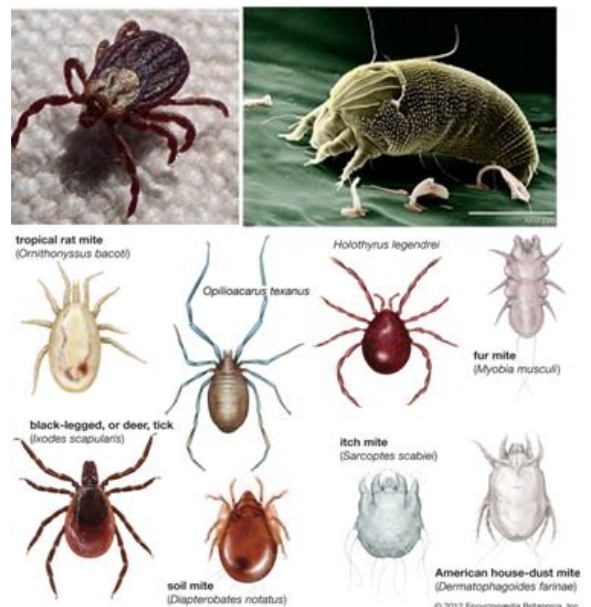 tropical rat mite
(Ornithonyssus bacoti)
Opilioacarus texanus
Holothyrus legendrei
fur mite
(Myobia musculi)
black-legged, or deer, tick
(Ixodes scapularis)
itch mite
(Sarcoptes scabiei)
soil mite
(Diapterobates notatus)
American house-dust mite
(Dermatophagoides farinae)
Encyclopædia Britannica, Inc.